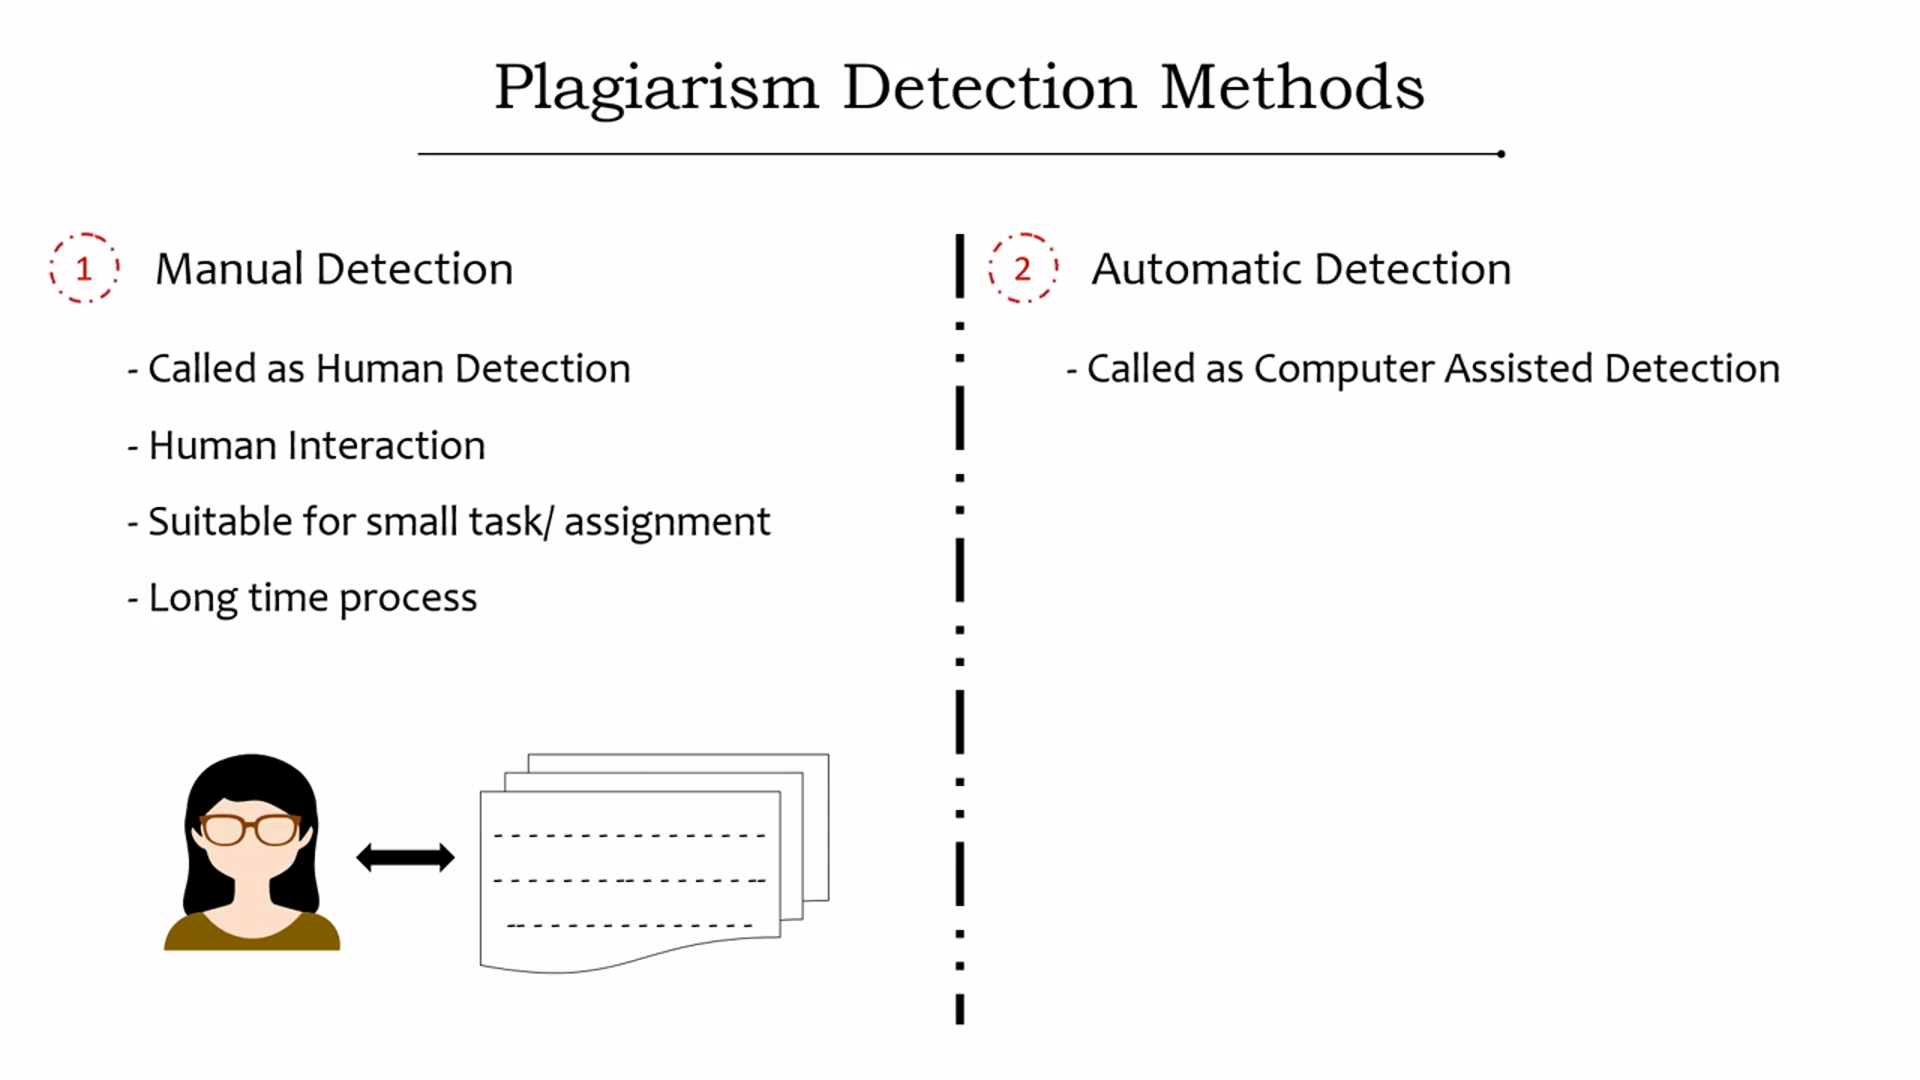 Plagiarism Detection Methods
1 Manual Detection
- Called as Human Detection
- Human Interaction
- Suitable for small task/ assignment
- Long time process
2 Automatic Detection
- Called as Computer Assisted Detection